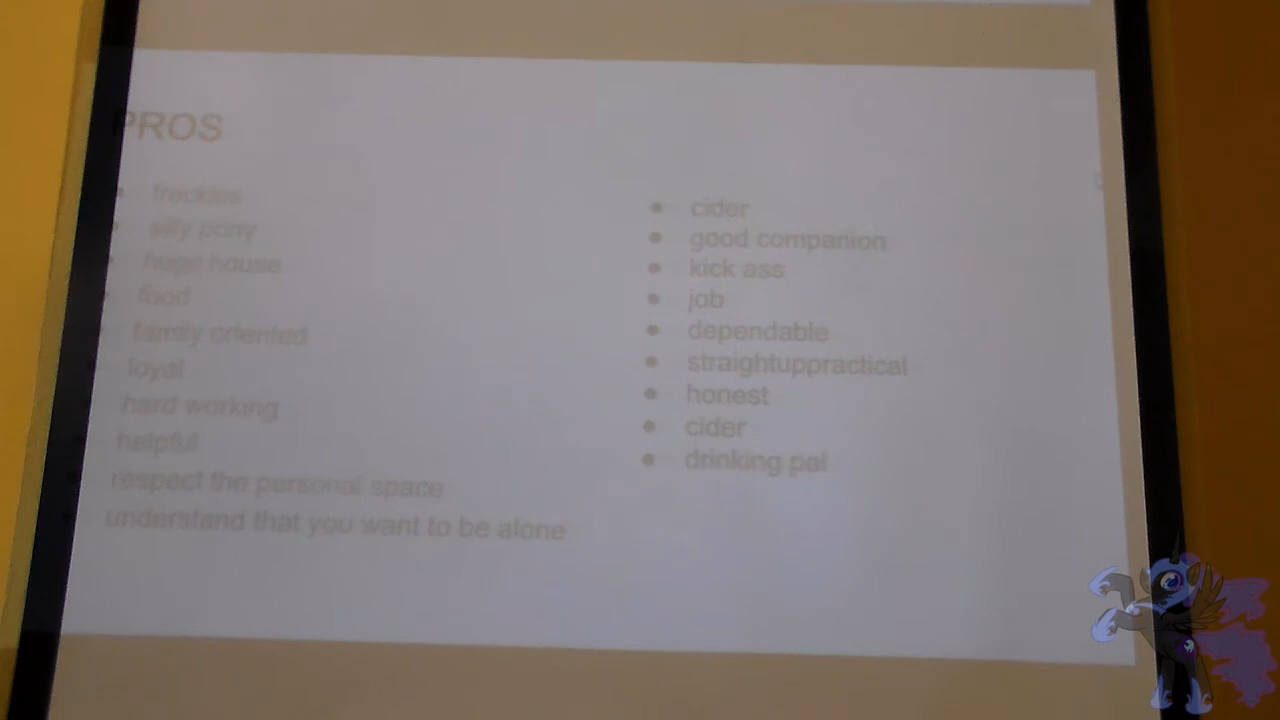 PROS
• freckles
• silly pony
• huge house
• food
• family oriented
• loyal
• hard working
• helpful
• respect the personal space
• understand that you want to be alone
• cider
• good companion
• kick ass
• job
• dependable
• straightuppractical
• honest
• cider
• drinking pal